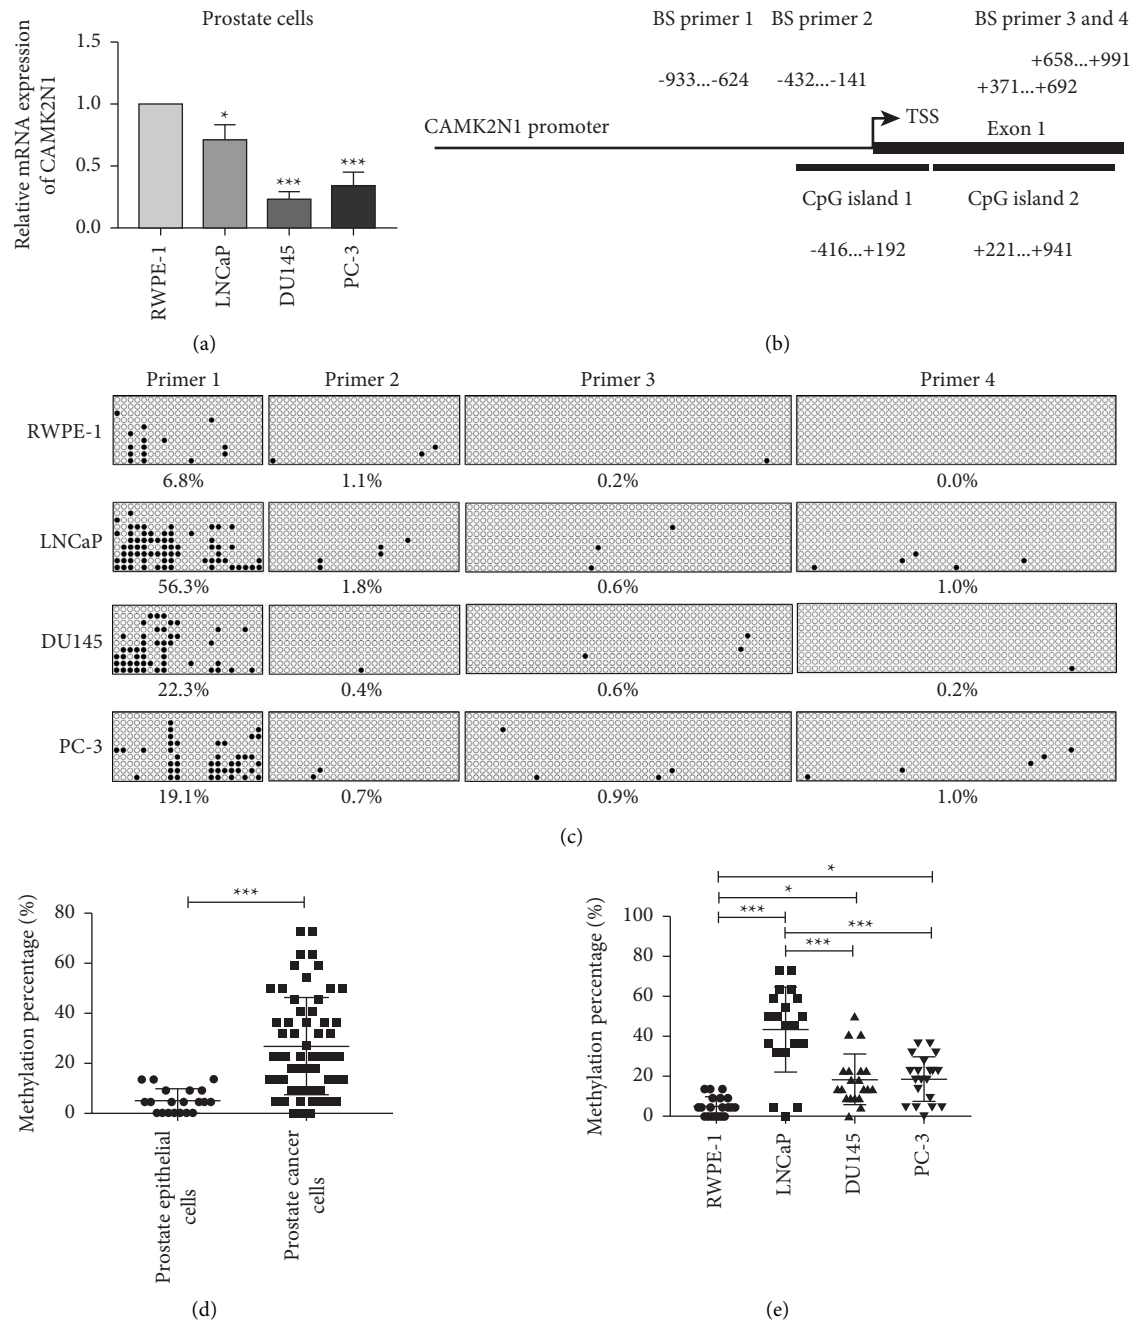 Prostate cells
Relative mRNA expression
of CAMK2N1
1.5
1.0
0.5
0.0
*
***
***
RWPE-1
LNCaP
DU145
PC-3
(a)
BS primer 1
BS primer 2
BS primer 3 and 4
+658...+991
-933...-624
-432...-141
+371...+692
CAMK2N1 promoter
TSS
Exon 1
CpG island 1
CpG island 2
-416...+192
+221...+941
(b)
Primer 1
Primer 2
Primer 3
Primer 4
RWPE-1
6.8%
1.1%
0.2%
0.0%
LNCaP
56.3%
1.8%
0.6%
1.0%
DU145
22.3%
0.4%
0.6%
0.2%
PC-3
19.1%
0.7%
0.9%
1.0%
(c)
Methylation percentage (%)
80
60
40
20
0
***
Prostate epithelial
cells
Prostate cancer
cells
(d)
Methylation percentage (%)
100
80
60
40
20
0
*
*
***
***
***
RWPE-1
LNCaP
DU145
PC-3
(e)